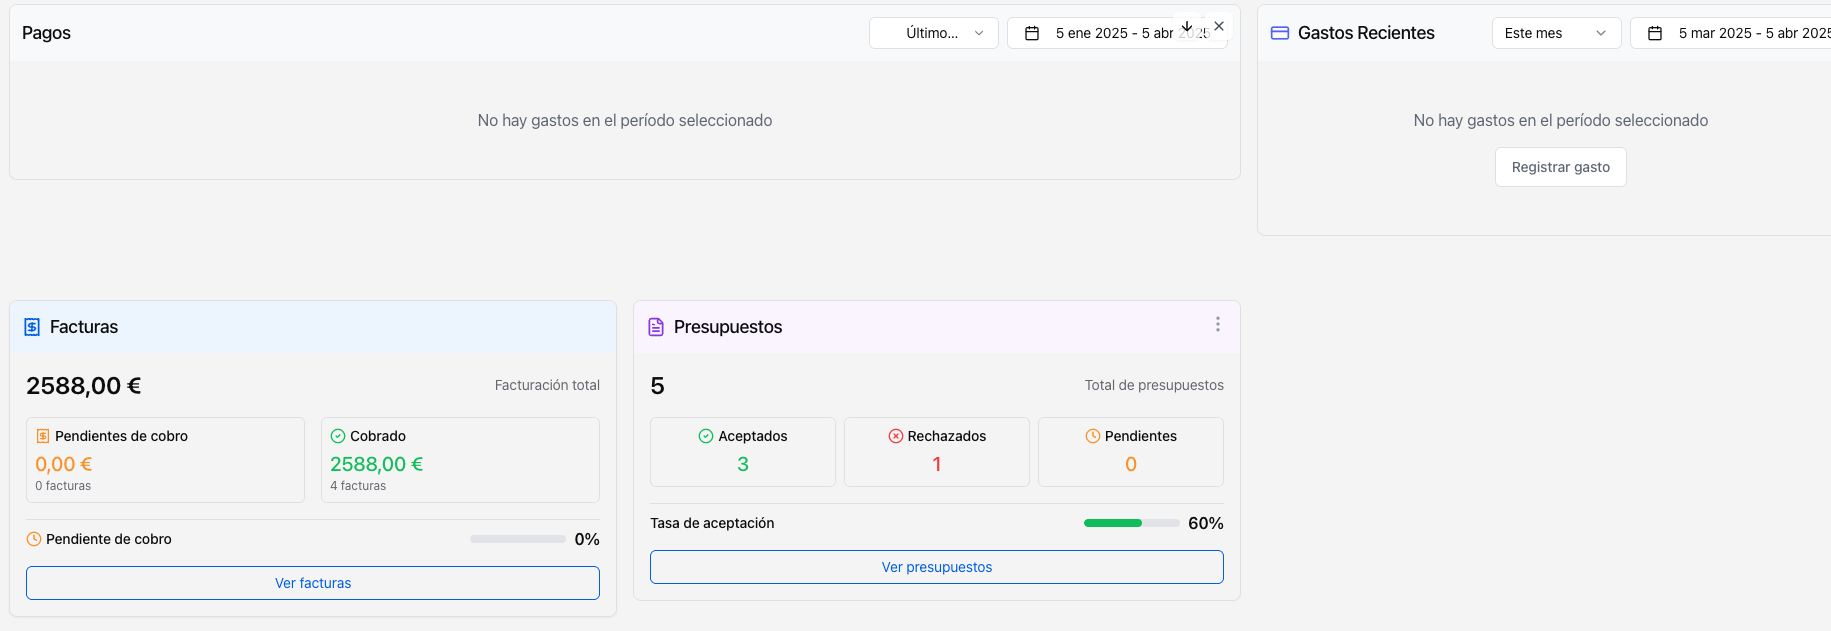 Pagos
Último...
5 ene 2025 - 5 abr 2025
No hay gastos en el período seleccionado
Gastos Recientes
Este mes
5 mar 2025 - 5 abr 2025
No hay gastos en el período seleccionado
Registrar gasto
Facturas
2588,00 €
Facturación total
Pendientes de cobro
0,00 €
0 facturas
Cobrado
2588,00 €
4 facturas
Pendiente de cobro
0%
Ver facturas
Presupuestos
5
Total de presupuestos
Aceptados
3
Rechazados
1
Pendientes
0
Tasa de aceptación
60%
Ver presupuestos